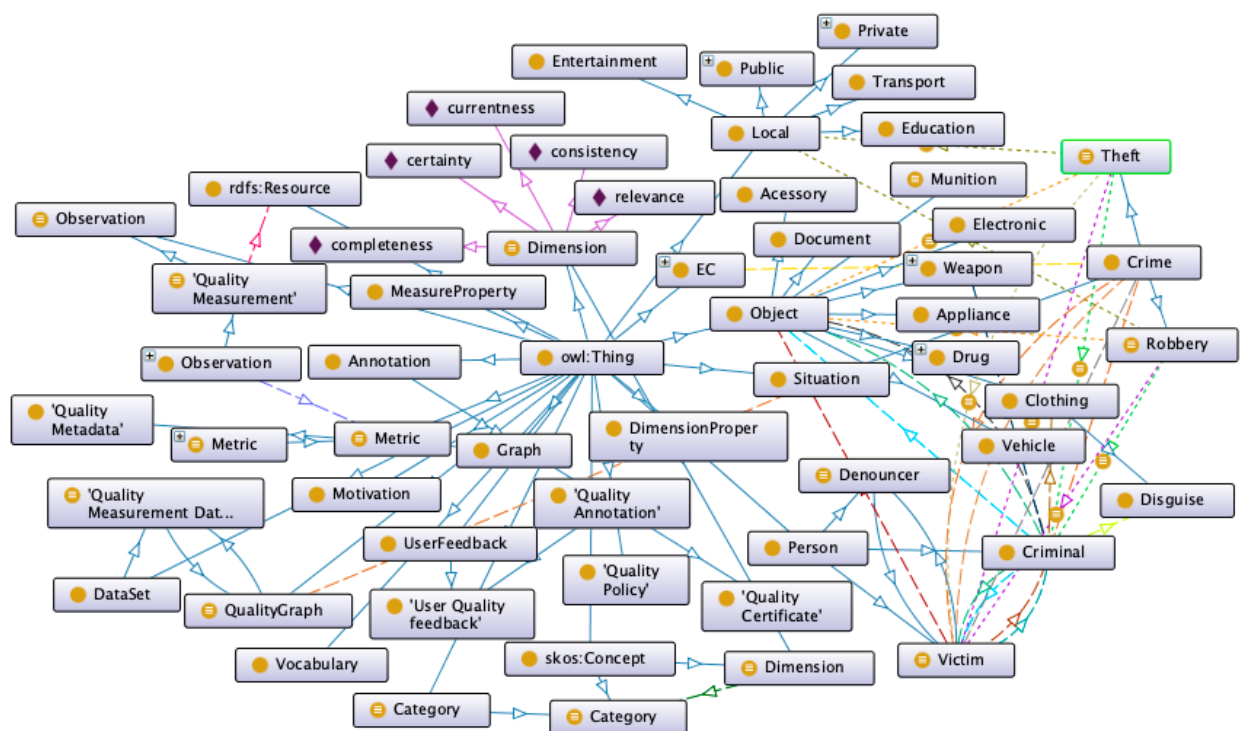 Private
Entertainment
Public
Transport
currentness
Local
Education
certainty
consistency
Theft
rdfs:Resource
relevance
Acessory
Munition
Observation
completeness
Dimension
Document
Electronic
'Quality
Measurement'
MeasureProperty
EC
Weapon
Crime
Object
Appliance
Observation
Annotation
owl:Thing
Situation
Drug
Robbery
'Quality
Metadata'
Metric
Metric
Graph
DimensionProper
ty
Clothing
Vehicle
'Quality
Measurement Dat...
Motivation
'Quality
Annotation'
Denouncer
Disguise
UserFeedback
Person
Criminal
DataSet
QualityGraph
'User Quality
feedback'
'Quality
Policy'
'Quality
Certificate'
Vocabulary
skos:Concept
Dimension
Victim
Category
Category